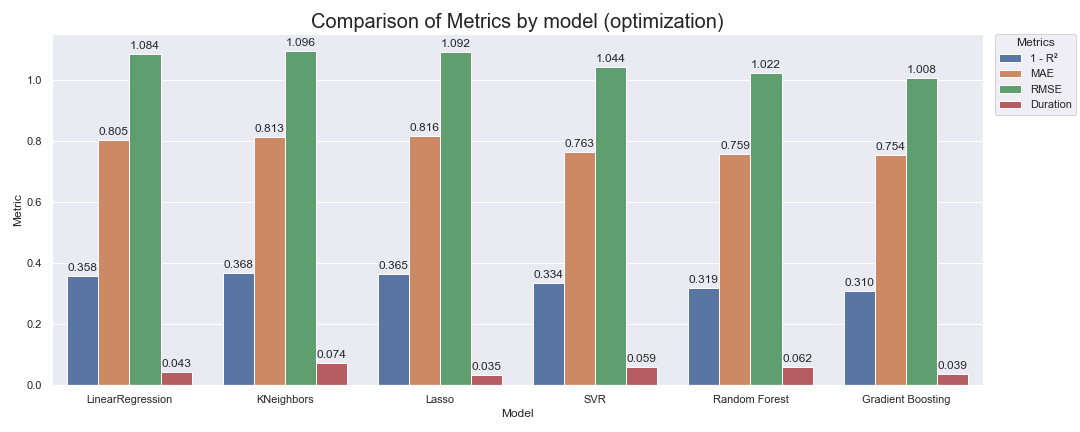 Comparison of Metrics by model (optimization)
Metrics
1 - R²
MAE
RMSE
Duration
Metric
1.0
0.8
0.6
0.4
0.2
0.0
0.358
0.805
1.084
0.043
0.368
0.813
1.096
0.074
0.365
0.816
1.092
0.035
0.334
0.763
1.044
0.059
0.319
0.759
1.022
0.062
0.310
0.754
1.008
0.039
LinearRegression
KNeighbors
Lasso
SVR
Random Forest
Gradient Boosting
Model